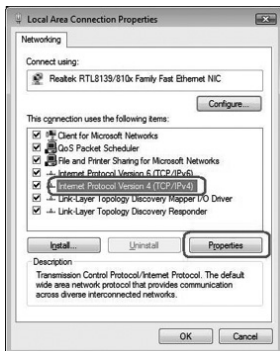 Local Area Connection Properties
Networking
Connect using:
Realtek RTL8139/810x Family Fast Ethernet NIC
Configure...
This connection uses the following items:
Client for Microsoft Networks
QoS Packet Scheduler
File and Printer Sharing for Microsoft Networks
Internet Protocol Version 6 (TCP/IPv6)
Internet Protocol Version 4 (TCP/IPv4)
Link-Layer Topology Discovery Mapper I/O Driver
Link-Layer Topology Discovery Responder
Install...
Uninstall
Properties
Description
Transmission Control Protocol/Internet Protocol. The default
wide area network protocol that provides communication
across diverse interconnected networks.
OK
Cancel